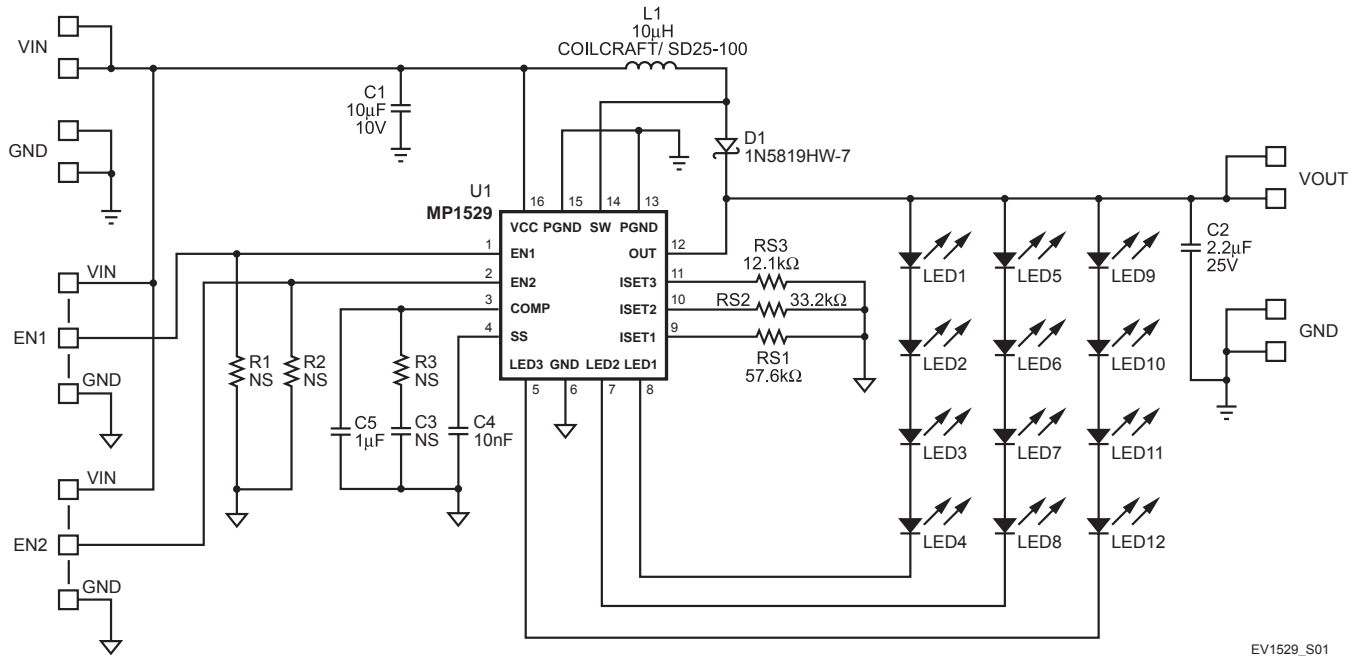 VIN
L1
10μH
COILCRAFT/ SD25-100
C1
10μF
10V
GND
D1
1N5819HW-7
VOUT
U1
MP1529
16 15 14 13
VCC PGND SW PGND
1 EN1
2 EN2
3 COMP
4 SS
OUT 12
ISET3 11
ISET2 10
ISET1 9
LED3 GND LED2 LED1
5 6 7 8
RS3
12.1kΩ
RS2 33.2kΩ
RS1
57.6kΩ
C2
2.2μF
25V
GND
LED1 LED5 LED9
LED2 LED6 LED10
LED3 LED7 LED11
LED4 LED8 LED12
VIN
EN1
GND
VIN
EN2
GND
R1
NS
R2
NS
R3
NS
C5
1μF
C3
NS
C4
10nF
EV1529_S01